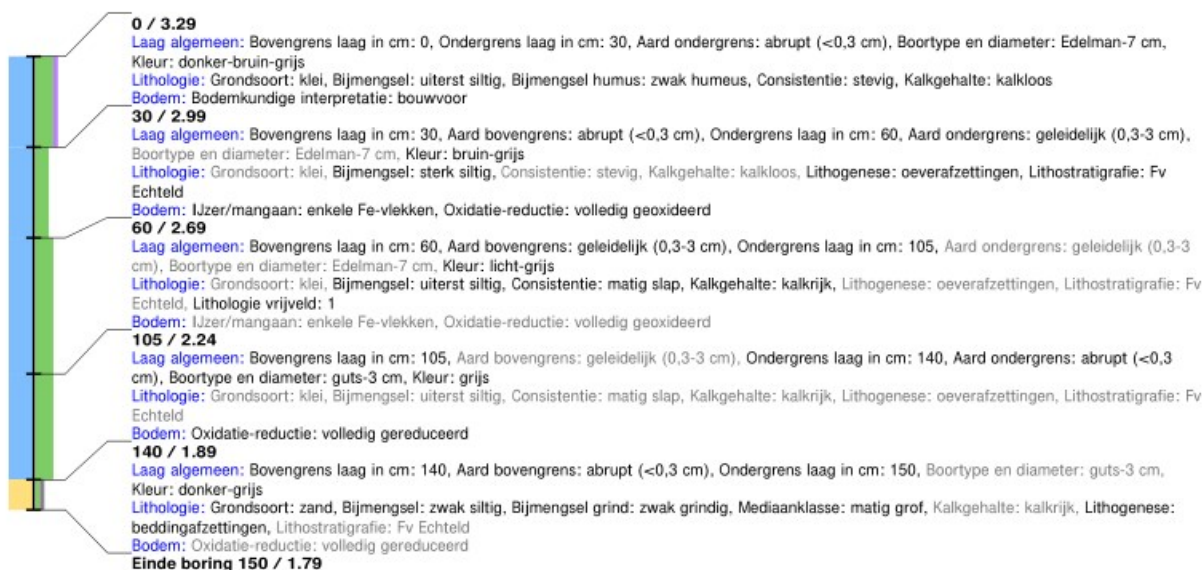 0 / 3.29
Laag algemeen: Bovengrens laag in cm: 0, Ondergrens laag in cm: 30, Aard ondergrens: abrupt (<0,3 cm), Boortype en diameter: Edelman-7 cm,
Kleur: donker-bruin-grijs
Lithologie: Grondsoort: klei, Bijmengsel: uiterst siltig, Bijmengsel humus: zwak humeus, Consistentie: stevig, Kalkgehalte: kalkloos
Bodem: Bodemkundige interpretatie: bouwvoor
30 / 2.99
Laag algemeen: Bovengrens laag in cm: 30, Aard bovengrens: abrupt (<0,3 cm), Ondergrens laag in cm: 60, Aard ondergrens: geleidelijk (0,3-3 cm),
Boortype en diameter: Edelman-7 cm, Kleur: bruin-grijs
Lithologie: Grondsoort: klei, Bijmengsel: sterk siltig, Consistentie: stevig, Kalkgehalte: kalkloos, Lithogenese: oeverafzettingen, Lithostratigrafie: Fv
Echteld
Bodem: IJzer/mangaan: enkele Fe-vlekken, Oxidatie-reductie: volledig geoxideerd
60 / 2.69
Laag algemeen: Bovengrens laag in cm: 60, Aard bovengrens: geleidelijk (0,3-3 cm), Ondergrens laag in cm: 105, Aard ondergrens: geleidelijk (0,3-3
cm), Boortype en diameter: Edelman-7 cm, Kleur: licht-grijs
Lithologie: Grondsoort: klei, Bijmengsel: uiterst siltig, Consistentie: matig slap, Kalkgehalte: kalkrijk, Lithogenese: oeverafzettingen, Lithostratigrafie: Fv
Echteld, Lithologie vrijveld: 1
Bodem: IJzer/mangaan: enkele Fe-vlekken, Oxidatie-reductie: volledig geoxideerd
105 / 2.24
Laag algemeen: Bovengrens laag in cm: 105, Aard bovengrens: geleidelijk (0,3-3 cm), Ondergrens laag in cm: 140, Aard ondergrens: abrupt (<0,3
cm), Boortype en diameter: guts-3 cm, Kleur: grijs
Lithologie: Grondsoort: klei, Bijmengsel: uiterst siltig, Consistentie: matig slap, Kalkgehalte: kalkrijk, Lithogenese: oeverafzettingen, Lithostratigrafie: Fv
Echteld
Bodem: Oxidatie-reductie: volledig gereduceerd
140 / 1.89
Laag algemeen: Bovengrens laag in cm: 140, Aard bovengrens: abrupt (<0,3 cm), Ondergrens laag in cm: 150, Boortype en diameter: guts-3 cm,
Kleur: donker-grijs
Lithologie: Grondsoort: zand, Bijmengsel: zwak siltig, Bijmengsel grind: zwak grindig, Mediaanklasse: matig grof, Kalkgehalte: kalkrijk, Lithogenese:
beddingafzettingen, Lithostratigrafie: Fv Echteld
Bodem: Oxidatie-reductie: volledig gereduceerd
Einde boring 150 / 1.79